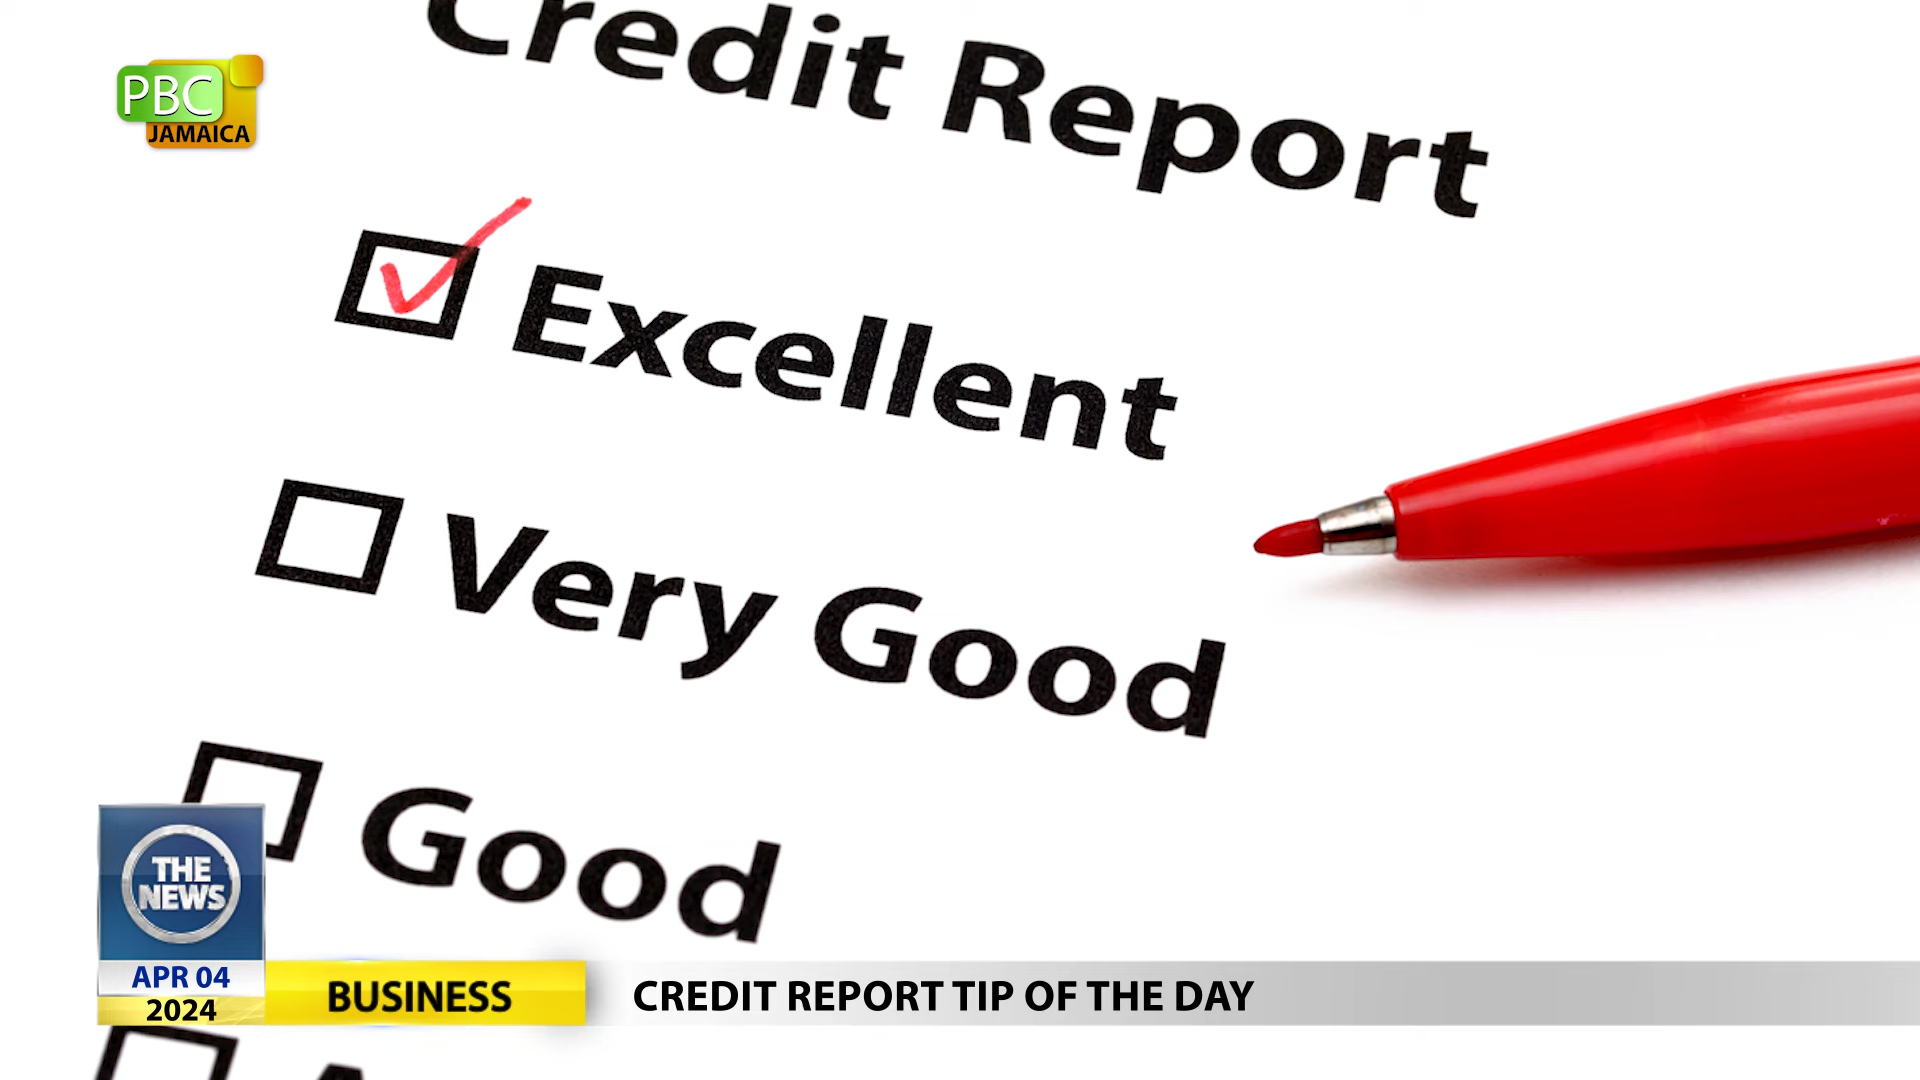 Credit Report
PBC
JAMAICA
Excellent
Very Good
Good
THE
NEWS
APR 04
2024
BUSINESS
CREDIT REPORT TIP OF THE DAY